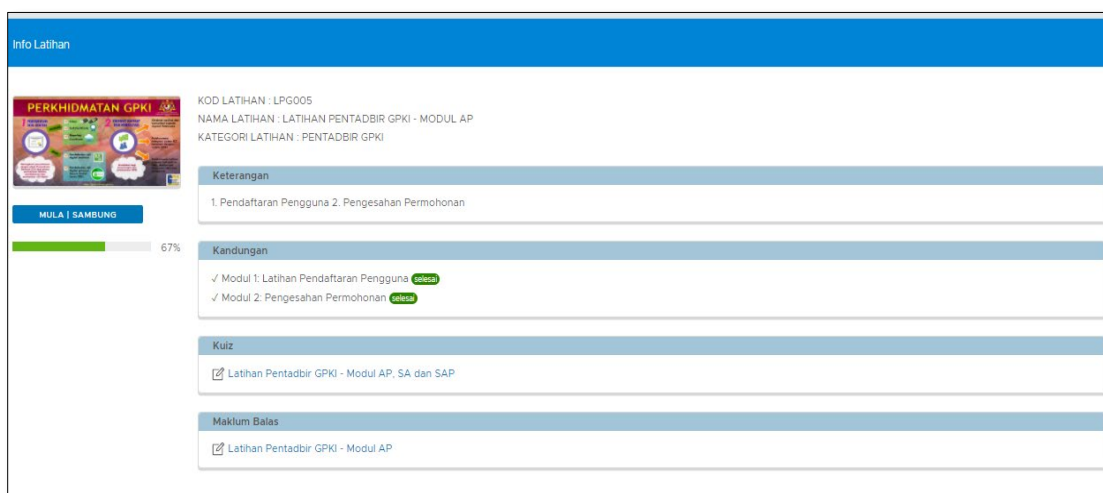 Info Latihan
PERKHIDMATAN GPKI
MULA | SAMBUNG
67%
KOD LATIHAN : LPG005
NAMA LATIHAN : LATIHAN PENTADBIR GPKI - MODUL AP
KATEGORI LATIHAN : PENTADBIR GPKI
Keterangan
1. Pendaftaran Pengguna 2. Pengesahan Permohonan
Kandungan
√ Modul 1: Latihan Pendaftaran Pengguna selesai
√ Modul 2: Pengesahan Permohonan selesai
Kuiz
Latihan Pentadbir GPKI - Modul AP, SA dan SAP
Maklum Balas
Latihan Pentadbir GPKI - Modul AP